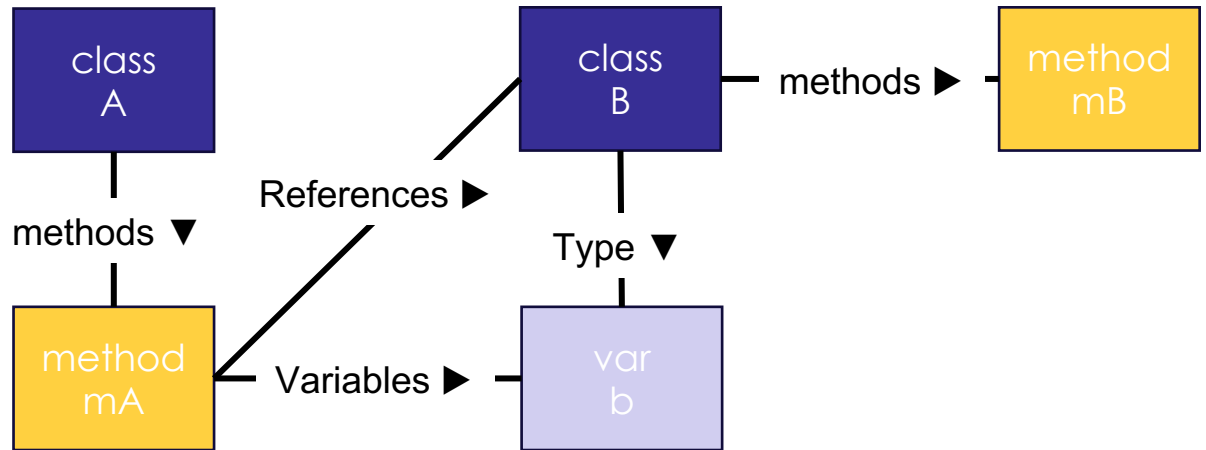 class
A
class
B
methods ▶
method
mB
References ▶
methods ▼
Type ▼
method
mA
Variables ▶
var
b